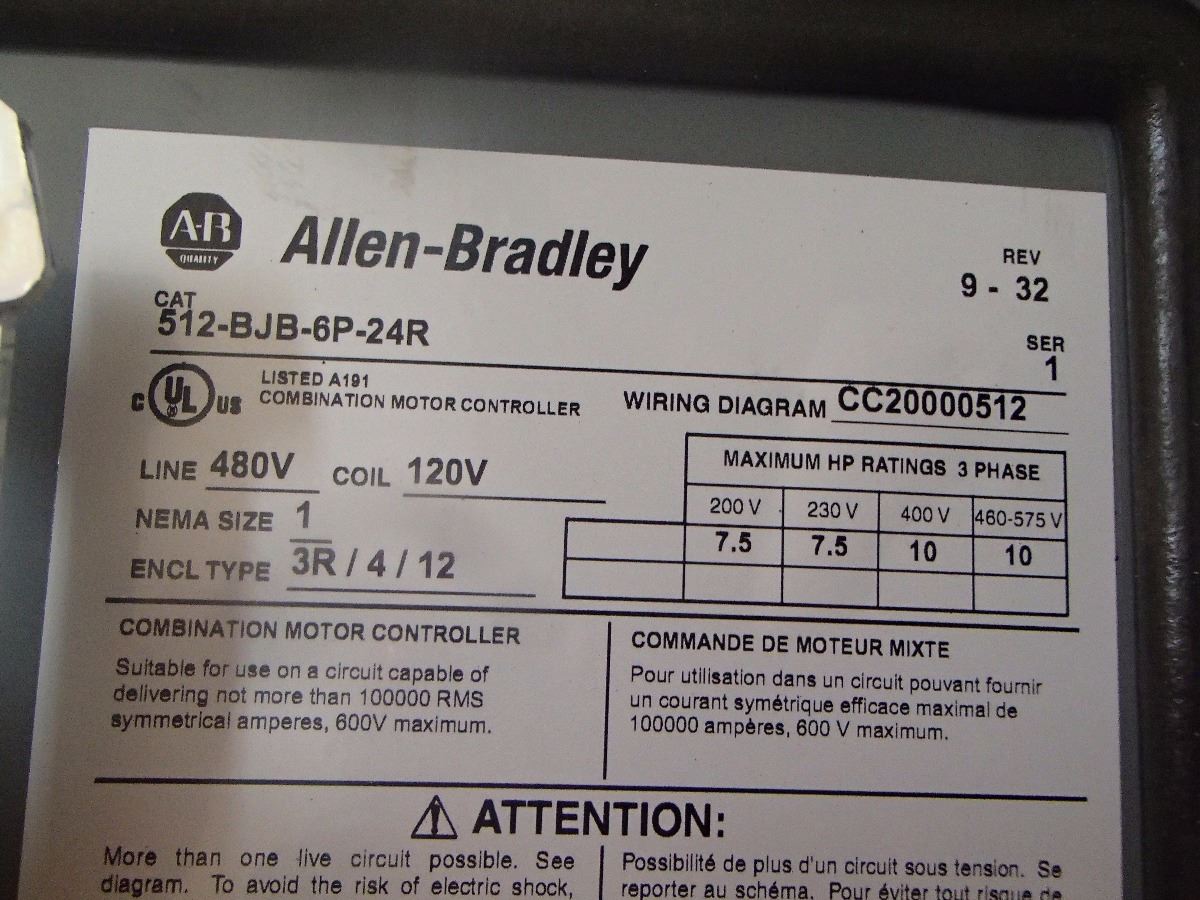 A-B
QUALITY
Allen-Bradley
REV
9 - 32
CAT
512-BJB-6P-24R
SER
1
C UL US
LISTED A191
COMBINATION MOTOR CONTROLLER
WIRING DIAGRAM CC20000512
LINE 480V COIL 120V
NEMA SIZE 1
ENCL TYPE 3R / 4 / 12
MAXIMUM HP RATINGS 3 PHASE
200 V 230 V 400 V 460-575 V
7.5 7.5 10 10
COMBINATION MOTOR CONTROLLER
Suitable for use on a circuit capable of
delivering not more than 100000 RMS
symmetrical amperes, 600V maximum.
COMMANDE DE MOTEUR MIXTE
Pour utilisation dans un circuit pouvant fournir
un courant symétrique efficace maximal de
100000 ampères, 600 V maximum.
ATTENTION:
More than one live circuit possible. See
diagram. To avoid the risk of electric shock,
Possibilité de plus d'un circuit sous tension. Se
reporter au schéma. Pour éviter tout risque de